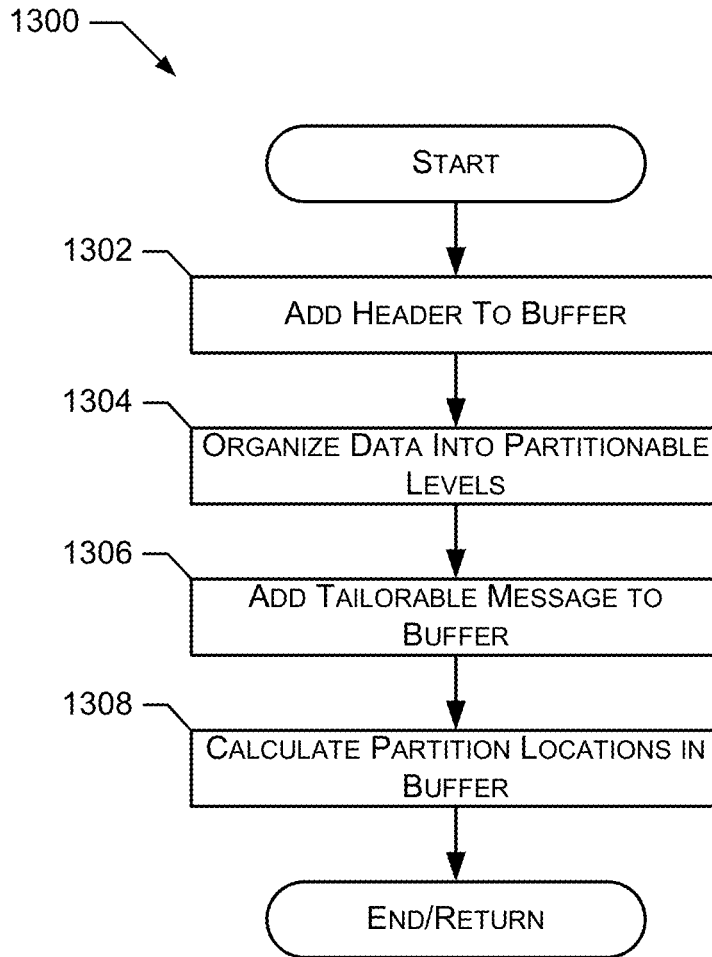 1300
START
1302
ADD HEADER TO BUFFER
1304
ORGANIZE DATA INTO PARTITIONABLE
LEVELS
1306
ADD TAILORABLE MESSAGE TO
BUFFER
1308
CALCULATE PARTITION LOCATIONS IN
BUFFER
END/RETURN